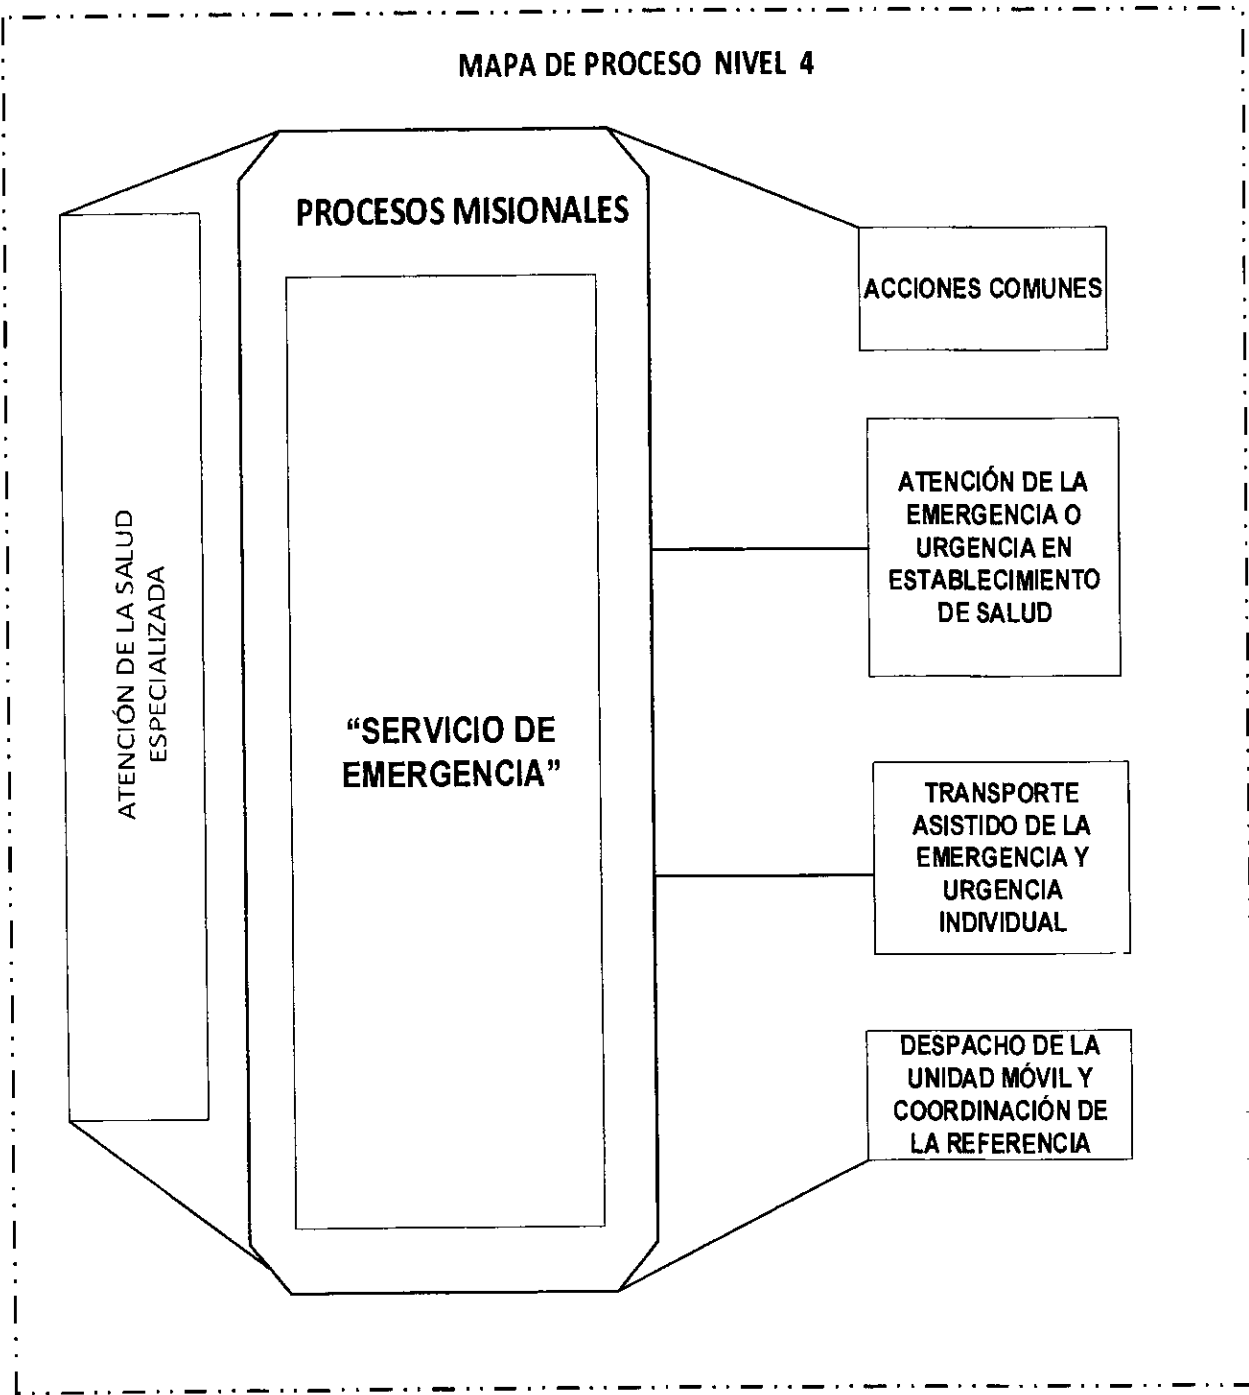 MAPA DE PROCESO NIVEL 4
PROCESOS MISIONALES
ATENCIÓN DE LA SALUD
ESPECIALIZADA
“SERVICIO DE
EMERGENCIA”
ACCIONES COMUNES
ATENCIÓN DE LA
EMERGENCIA O
URGENCIA EN
ESTABLECIMIENTO
DE SALUD
TRANSPORTE
ASISTIDO DE LA
EMERGENCIA Y
URGENCIA
INDIVIDUAL
DESPACHO DE LA
UNIDAD MÓVIL Y
COORDINACIÓN DE
LA REFERENCIA